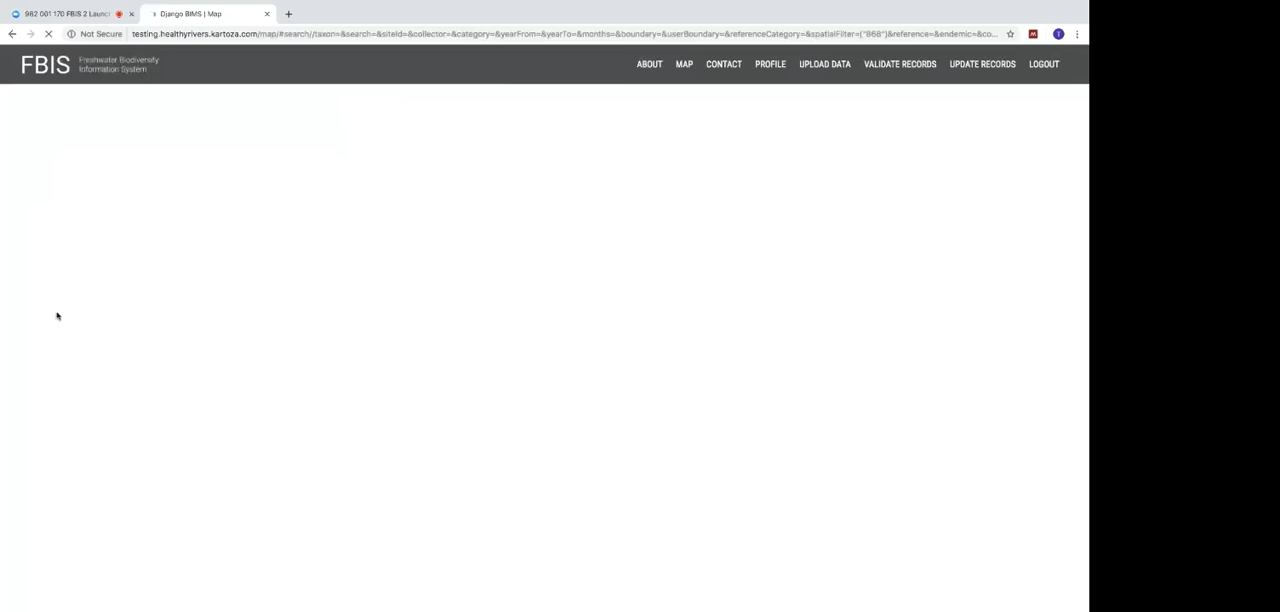 982 001 170 FBIS 2 Launc
Django BIMS | Map
Not Secure
testing.healthyrivers.kartoza.com/map/#search//taxon=&search=&siteId=&collector=&category=&yearFrom=&yearTo=&months=&boundary=&userBoundary=&referenceCategory=&spatialFilter=["868"]&reference=&endemic=&co...
T
FBIS
Freshwater Biodiversity
Information System
ABOUT
MAP
CONTACT
PROFILE
UPLOAD DATA
VALIDATE RECORDS
UPDATE RECORDS
LOGOUT